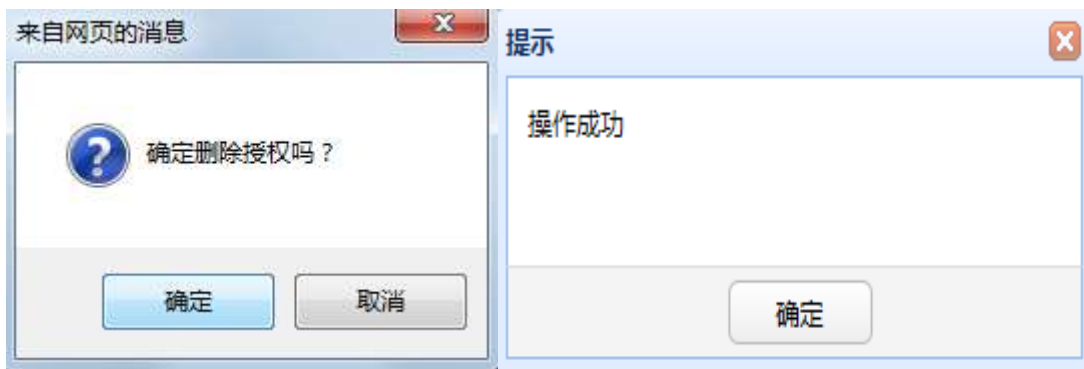 来自网页的消息
确定删除授权吗？
确定
取消
提示
操作成功
确定